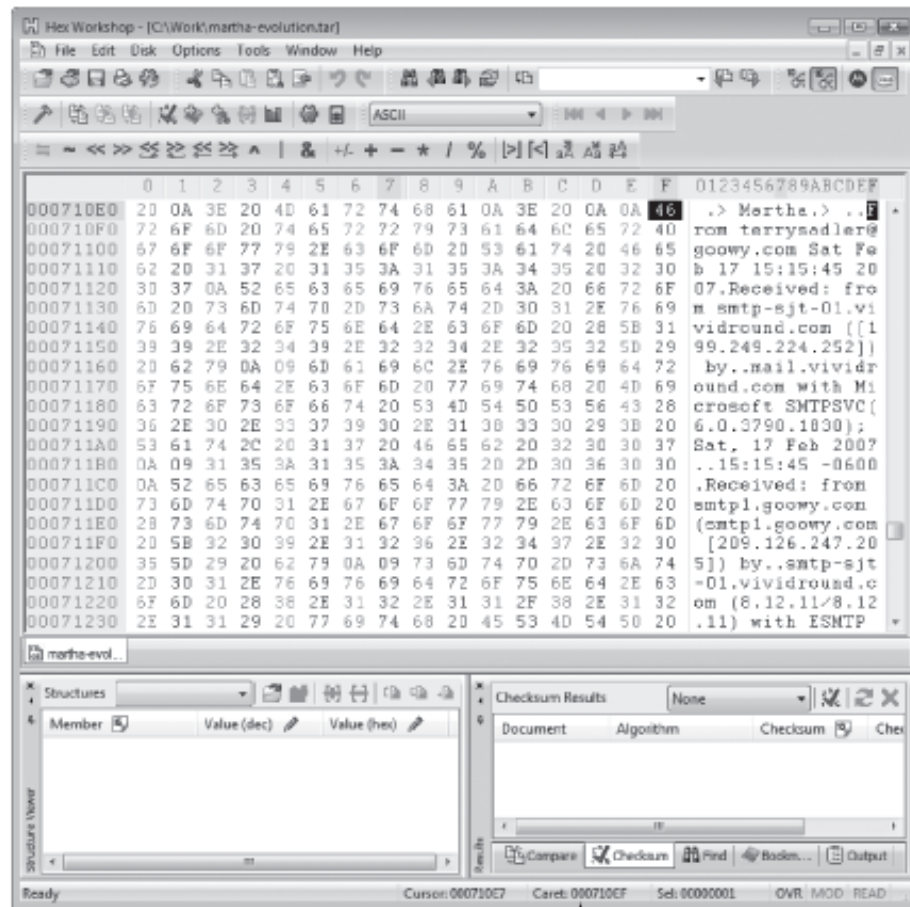 Hex Workshop - [C:\Work\martha-evolution.tar]
File Edit Disk Options Tools Window Help
ASCII
0 1 2 3 4 5 6 7 8 9 A B C D E F 0123456789ABCDEF
000710E0 20 0A 3E 20 4D 61 72 74 68 61 0A 3E 20 0A 0A 46 .> Martha.> ..F
000710F0 72 6F 6D 20 74 65 72 72 79 73 61 64 6C 65 72 40 rom terrysadler@
00071100 67 6F 6F 77 79 2E 63 6F 6D 20 53 61 74 20 46 65 goowy.com Sat Fe
00071110 62 20 31 37 20 31 35 3A 31 35 3A 34 35 20 32 30 b 17 15:15:45 20
00071120 30 37 0A 52 65 63 65 69 76 65 64 3A 20 66 72 6F 07.Received: fro
00071130 6D 20 73 6D 74 70 2D 73 6A 74 2D 30 31 2E 76 69 m smtp-sjt-01.vi
00071140 76 69 64 72 6F 75 6E 64 2E 63 6F 6D 20 28 5B 31 vidround.com ([1
00071150 39 39 2E 32 34 39 2E 32 32 34 2E 32 35 32 5D 29 99.249.224.252])
00071160 20 62 79 0A 09 6D 61 69 6C 2E 76 69 76 69 64 72 by..mail.vividr
00071170 6F 75 6E 64 2E 63 6F 6D 20 77 69 74 68 20 4D 69 ound.com with Mi
00071180 63 72 6F 73 6F 66 74 20 53 4D 54 50 53 56 43 28 crosoft SMTPSVC(
00071190 36 2E 30 2E 33 37 39 30 2E 31 38 33 30 29 3B 20 6.0.3790.1830);
000711A0 53 61 74 2C 20 31 37 20 46 65 62 20 32 30 30 37 Sat, 17 Feb 2007
000711B0 0A 09 31 35 3A 31 35 3A 34 35 20 2D 30 36 30 30 ..15:15:45 -0600
000711C0 0A 52 65 63 65 69 76 65 64 3A 20 66 72 6F 6D 20 .Received: from
000711D0 73 6D 74 70 31 2E 67 6F 6F 77 79 2E 63 6F 6D 20 smtp1.goowy.com
000711E0 28 73 6D 74 70 31 2E 67 6F 6F 77 79 2E 63 6F 6D (smtp1.goowy.com
000711F0 20 5B 32 30 39 2E 31 32 36 2E 32 34 37 2E 32 30 [209.126.247.20
00071200 35 5D 29 20 62 79 0A 09 73 6D 74 70 2D 73 6A 74 5]) by..smtp-sjt
00071210 2D 30 31 2E 76 69 76 69 64 72 6F 75 6E 64 2E 63 -01.vividround.c
00071220 6F 6D 20 28 38 2E 31 32 2E 31 31 2F 38 2E 31 32 om (8.12.11/8.12
00071230 2E 31 31 29 20 77 69 74 68 20 45 53 4D 54 50 20 .11) with ESMTP
martha-evol...
Structures
Member Value (dec) Value (hex)
Structure Viewer
Checksum Results None
Document Algorithm Checksum Chec
Results
Compare Checksum Find Bookm... Output
Ready Cursor: 000710E7 Caret: 000710EF Sel: 00000001 OVR MOD READ